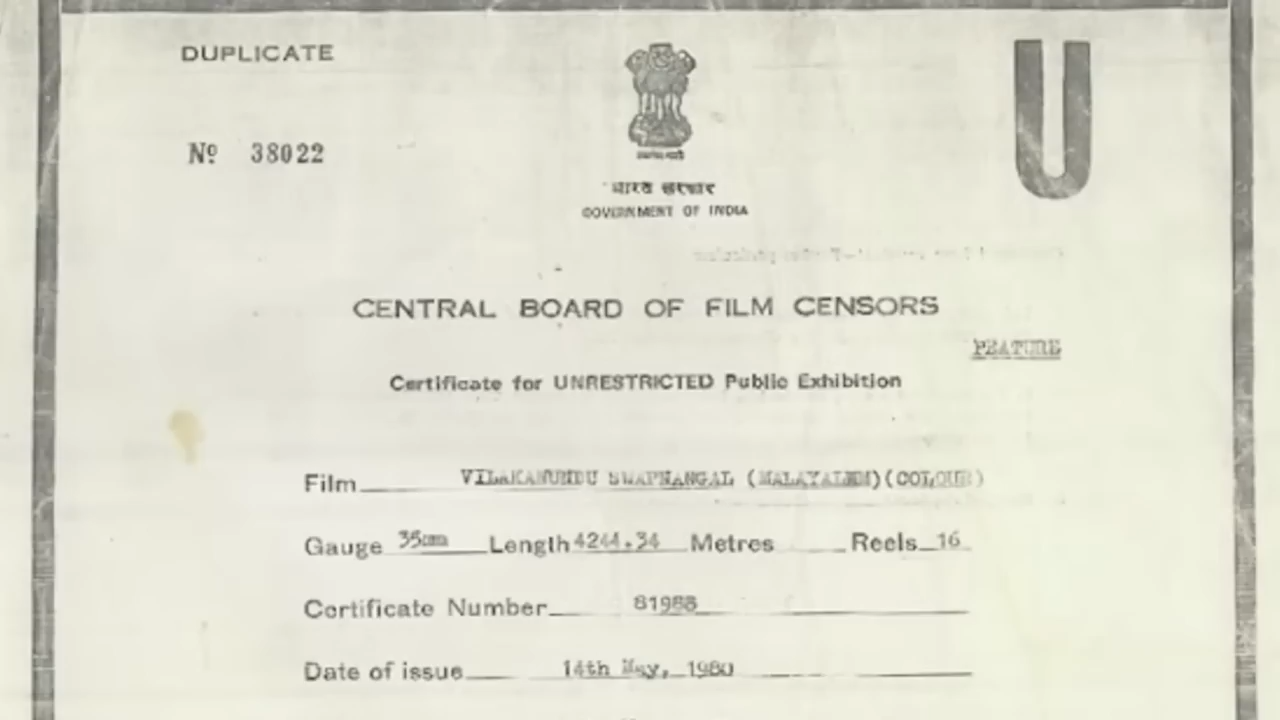 DUPLICATE
U
Nº 38022
भारत सरकार
GOVERNMENT OF INDIA
CENTRAL BOARD OF FILM CENSORS
FEATURE
Certificate for UNRESTRICTED Public Exhibition
Film VILAKANUNDU SWAPNANGAL (MALAYALAM)(COLOUR)
Gauge 35mm Length 4244.34 Metres Reels 16
Certificate Number 81988
Date of issue 14th May, 1980